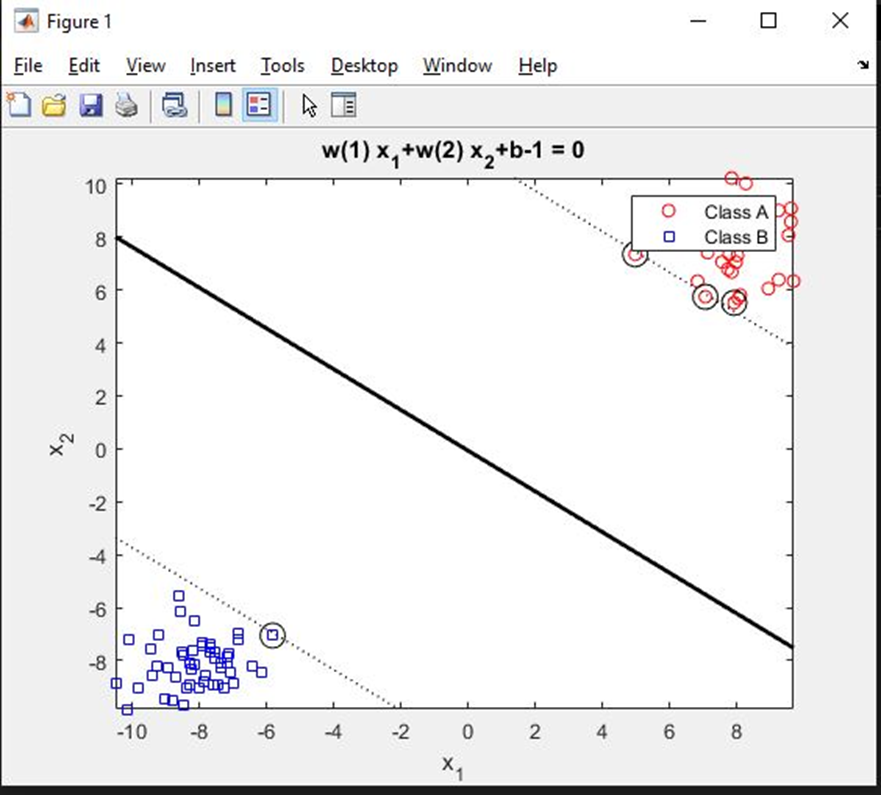 Figure 1
File Edit View Insert Tools Desktop Window Help
w(1) x₁+w(2) x₂+b-1 = 0
10
8
6
4
2
0
-2
-4
-6
-8
x₂
Class A
Class B
-10 -8 -6 -4 -2 0 2 4 6 8
x₁